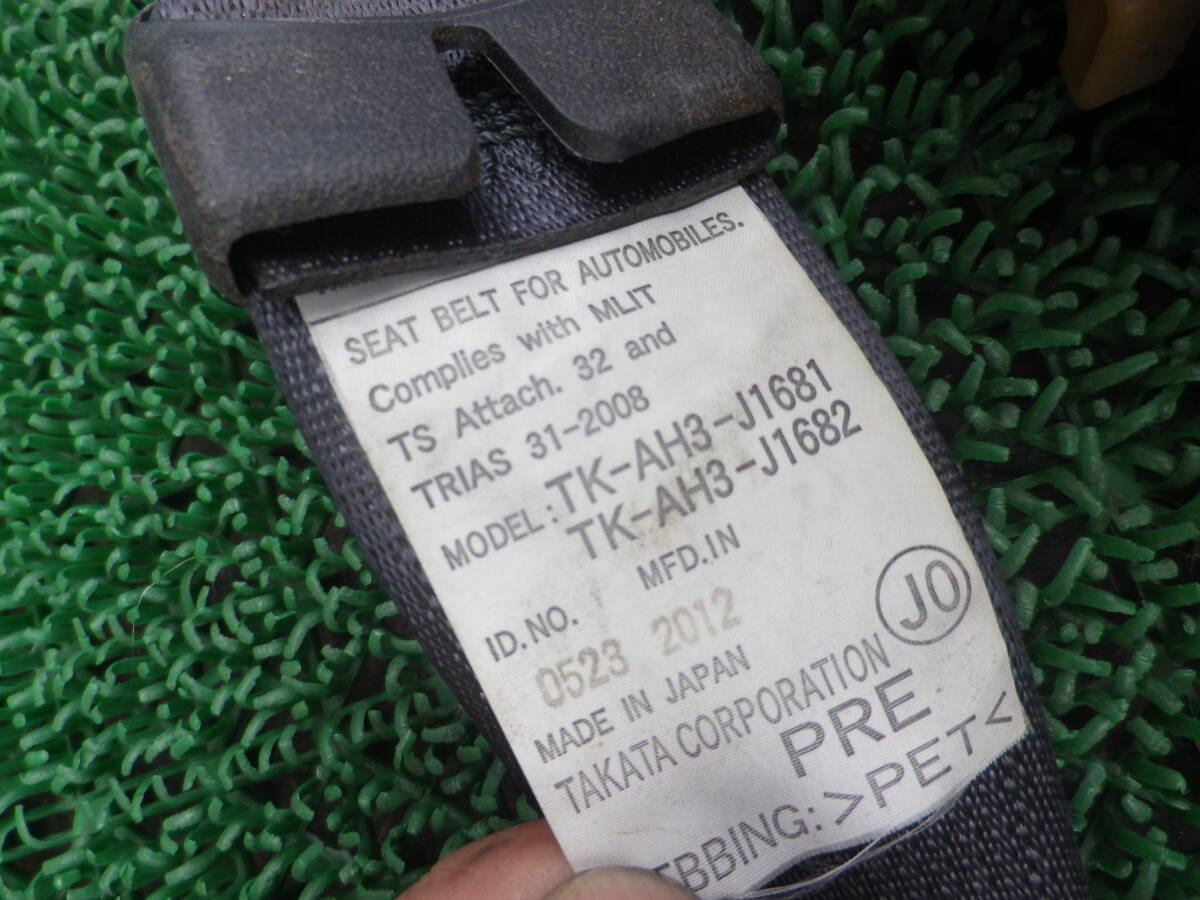 SEAT BELT FOR AUTOMOBILES.
Complies with MLIT
TS Attach. 32 and
TRIAS 31-2008
MODEL: TK-AH3-J1681
TK-AH3-J1682
ID.NO. MFD.IN
0523 2012
MADE IN JAPAN
JO
TAKATA CORPORATION
PRE
EBBING: >PET<